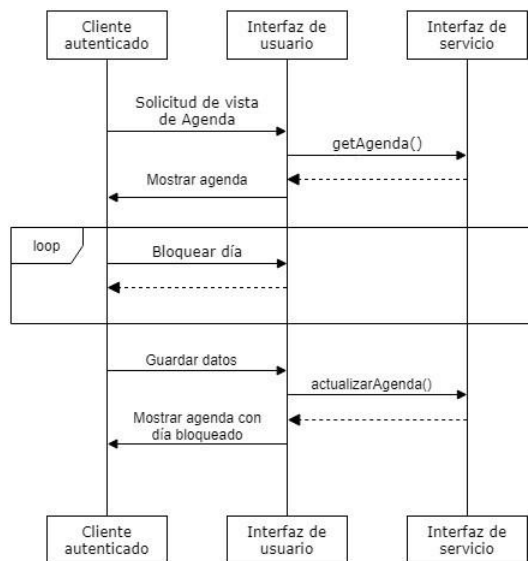 Cliente
autenticado
Interfaz de
usuario
Interfaz de
servicio
Solicitud de vista
de Agenda
getAgenda()
Mostrar agenda
loop
Bloquear día
Guardar datos
actualizarAgenda()
Mostrar agenda con
día bloqueado
Cliente
autenticado
Interfaz de
usuario
Interfaz de
servicio